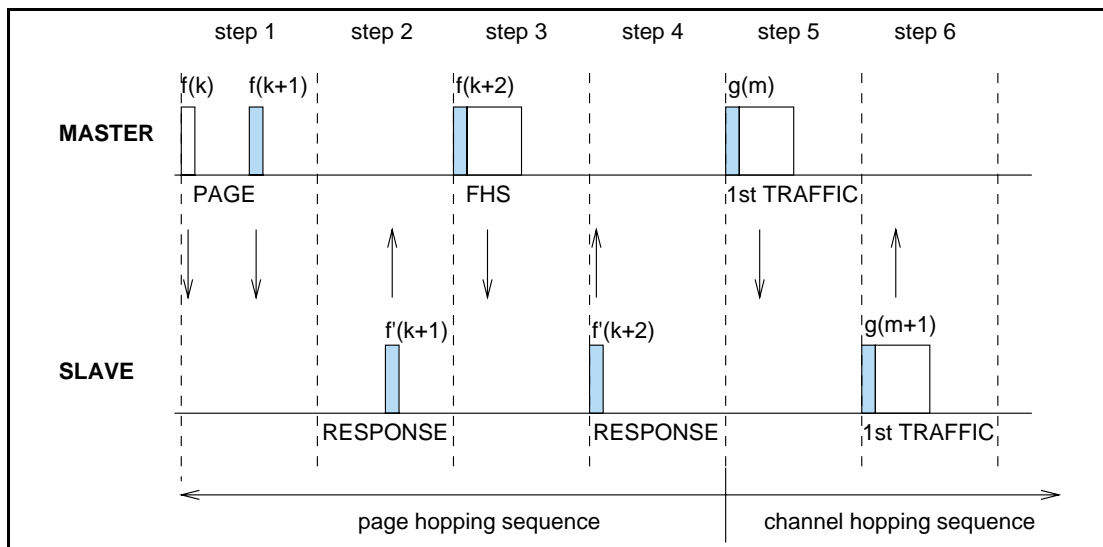 step 1 step 2 step 3 step 4 step 5 step 6
f(k) f(k+1) f(k+2) g(m)
MASTER
PAGE FHS 1st TRAFFIC
f'(k+1) f'(k+2) g(m+1)
SLAVE
RESPONSE RESPONSE 1st TRAFFIC
page hopping sequence channel hopping sequence